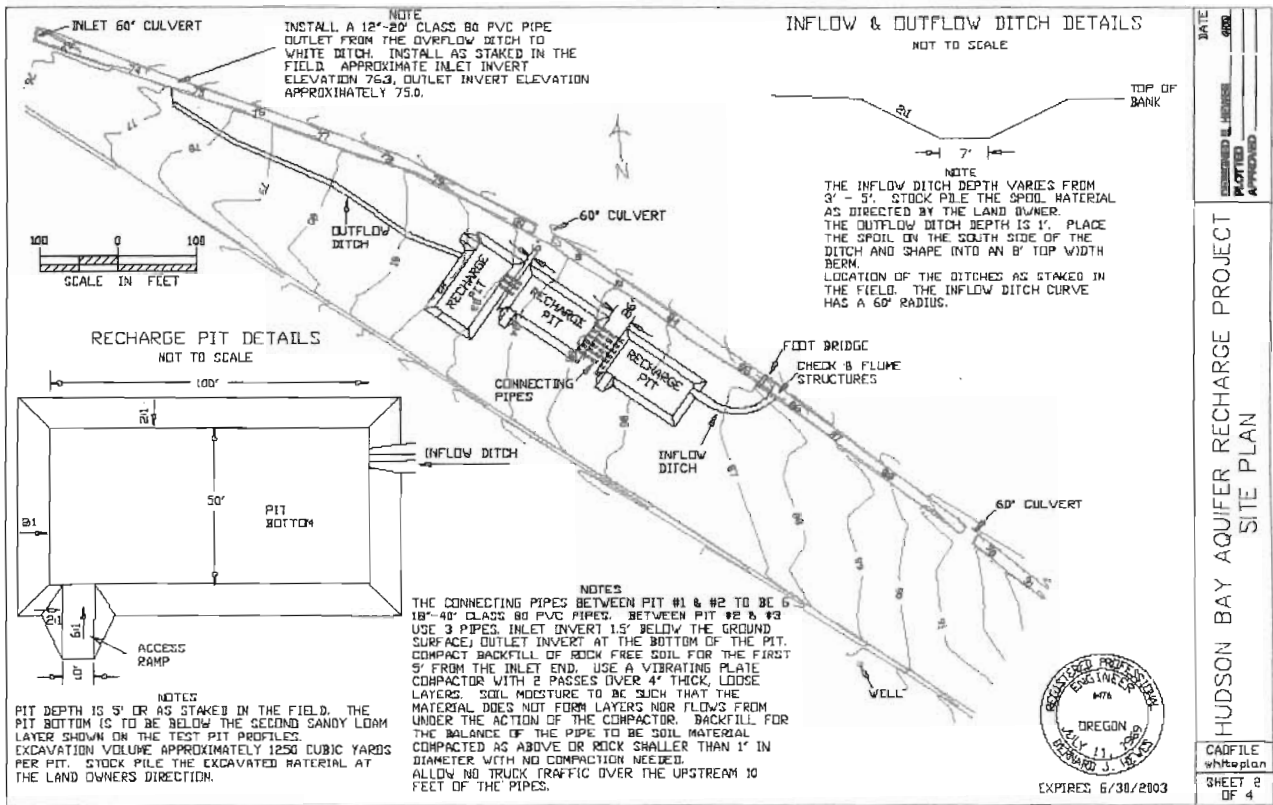 INLET 60" CULVERT
NOTE
INSTALL A 12"-20' CLASS 80 PVC PIPE
OUTLET FROM THE OVRFLOW DITCH TO
WHITE DITCH. INSTALL AS STAKED IN THE
FIELD. APPROXIMATE INLET INVERT
ELEVATION 76.3, OUTLET INVERT ELEVATION
APPROXIMATELY 75.0.
INFLOW & OUTFLOW DITCH DETAILS
NOT TO SCALE
TOP OF
BANK
2:1
7'
NOTE
THE INFLOW DITCH DEPTH VARIES FROM
3' - 5'. STOCK PILE THE SPOIL MATERIAL
AS DIRECTED BY THE LAND OWNER.
THE OUTFLOW DITCH DEPTH IS 1'. PLACE
THE SPOIL ON THE SOUTH SIDE OF THE
DITCH AND SHAPE INTO AN 8' TOP WIDTH
BERM.
LOCATION OF THE DITCHES AS STAKED IN
THE FIELD. THE INFLOW DITCH CURVE
HAS A 60' RADIUS.
N
60" CULVERT
OUTFLOW
DITCH
100 0 100
SCALE IN FEET
RECHARGE
PIT
RECHARGE
PIT
RECHARGE
PIT
CONNECTING
PIPES
FOOT BRIDGE
CHECK & FLUME
STRUCTURES
INFLOW
DITCH
60" CULVERT
WELL
RECHARGE PIT DETAILS
NOT TO SCALE
100'
2:1
INFLOW DITCH
50'
PIT
BOTTOM
2:1
6:1
ACCESS
RAMP
10'
NOTES
PIT DEPTH IS 5' OR AS STAKED IN THE FIELD. THE
PIT BOTTOM IS TO BE BELOW THE SECOND SANDY LOAM
LAYER SHOWN ON THE TEST PIT PROFILES.
EXCAVATION VOLUME APPROXIMATELY 1250 CUBIC YARDS
PER PIT. STOCK PILE THE EXCAVATED MATERIAL AT
THE LAND OWNERS DIRECTION.
NOTES
THE CONNECTING PIPES BETWEEN PIT #1 & #2 TO BE 6
18"-40' CLASS 80 PVC PIPES. BETWEEN PIT #2 & #3
USE 3 PIPES. INLET INVERT 1.5' BELOW THE GROUND
SURFACE; OUTLET INVERT AT THE BOTTOM OF THE PIT.
COMPACT BACKFILL OF ROCK FREE SOIL FOR THE FIRST
5' FROM THE INLET END. USE A VIBRATING PLATE
COMPACTOR WITH 2 PASSES OVER 4" THICK, LOOSE
LAYERS. SOIL MOISTURE TO BE SUCH THAT THE
MATERIAL DOES NOT FORM LAYERS NOR FLOWS FROM
UNDER THE ACTION OF THE COMPACTOR. BACKFILL FOR
THE BALANCE OF THE PIPE TO BE SOIL MATERIAL
COMPACTED AS ABOVE OR ROCK SMALLER THAN 1" IN
DIAMETER WITH NO COMPACTION NEEDED.
ALLOW NO TRUCK TRAFFIC OVER THE UPSTREAM 10
FEET OF THE PIPES.
REGISTERED PROFESSIONAL
ENGINEER
OREGON
JULY 11, 1969
BERNARD J. HEWES
EXPIRES 6/30/2003
DATE
DESIGNED
PLOTTED
APPROVED
HUDSON BAY AQUIFER RECHARGE PROJECT
SITE PLAN
CADFILE
whiteplan
SHEET 2
OF 4